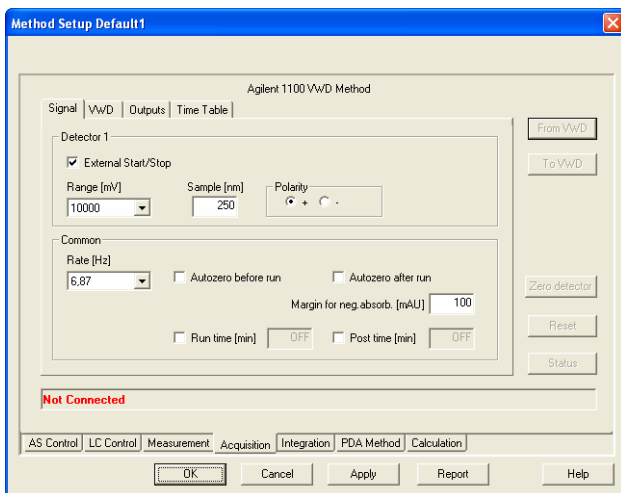 Method Setup Default1
Agilent 1100 VWD Method
Signal VWD Outputs Time Table
From VWD
To VWD
Detector 1
External Start/Stop
Range [mV] Sample [nm] Polarity
10000 250 + -
Common
Rate [Hz]
6,87 Autozero before run Autozero after run
Margin for neg.absorb. [mAU] 100
Run time [min] OFF Post time [min] OFF
Zero detector
Reset
Status
Not Connected
AS Control LC Control Measurement Acquisition Integration PDA Method Calculation
OK Cancel Apply Report Help